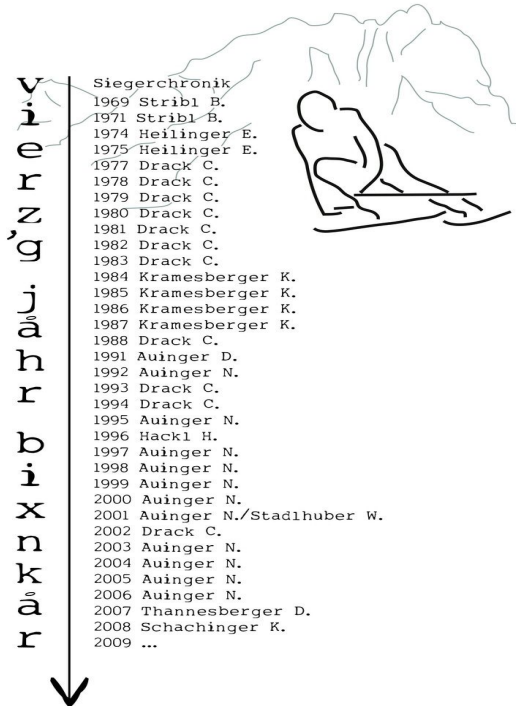 vierz'g jåhr bixnkår
Siegerchronik
1969 Stribl B.
1971 Stribl B.
1974 Heilinger E.
1975 Heilinger E.
1977 Drack C.
1978 Drack C.
1979 Drack C.
1980 Drack C.
1981 Drack C.
1982 Drack C.
1983 Drack C.
1984 Kramesberger K.
1985 Kramesberger K.
1986 Kramesberger K.
1987 Kramesberger K.
1988 Drack C.
1991 Auinger D.
1992 Auinger N.
1993 Drack C.
1994 Drack C.
1995 Auinger N.
1996 Hackl H.
1997 Auinger N.
1998 Auinger N.
1999 Auinger N.
2000 Auinger N.
2001 Auinger N./Stadlhuber W.
2002 Drack C.
2003 Auinger N.
2004 Auinger N.
2005 Auinger N.
2006 Auinger N.
2007 Thannesberger D.
2008 Schachinger K.
2009 ...